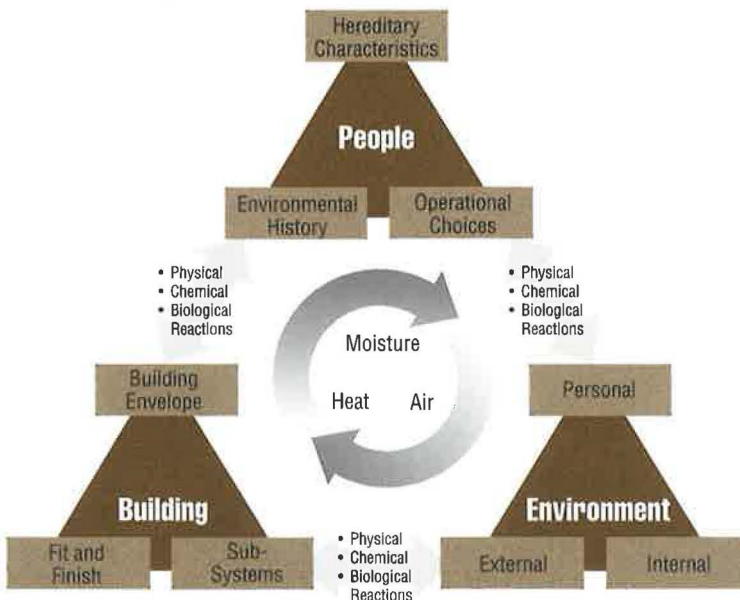 Hereditary
Characteristics
People
Environmental
History
Operational
Choices
• Physical
• Chemical
• Biological
Reactions
• Physical
• Chemical
• Biological
Reactions
Moisture
Heat
Air
Building
Envelope
Personal
Building
Environment
Fit and
Finish
Sub-
Systems
• Physical
• Chemical
• Biological
Reactions
External
Internal